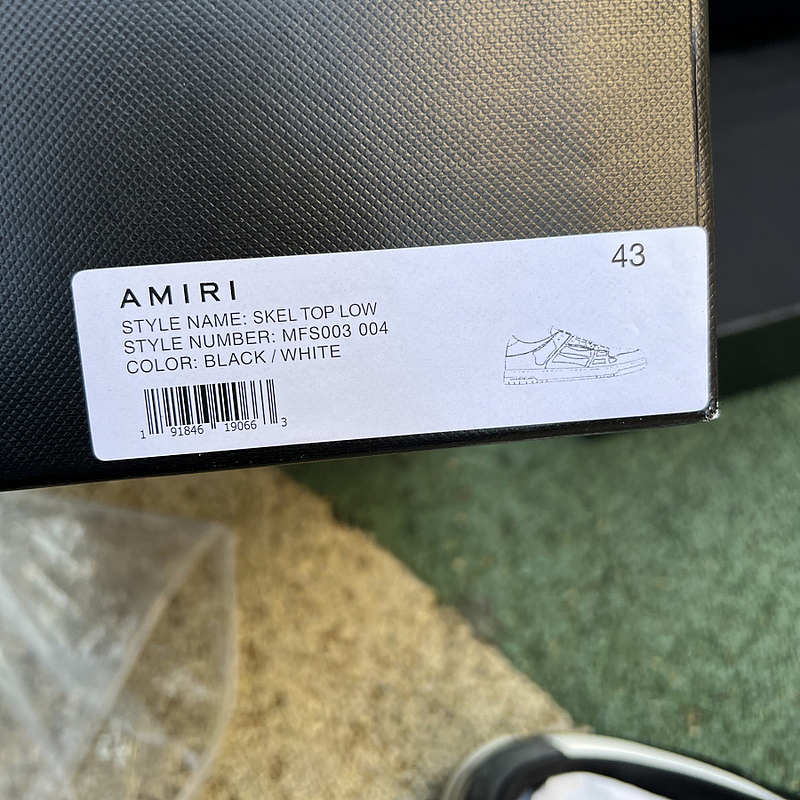 AMIRI
43
STYLE NAME: SKEL TOP LOW
STYLE NUMBER: MFS003 004
COLOR: BLACK / WHITE
1 91846 19066 3